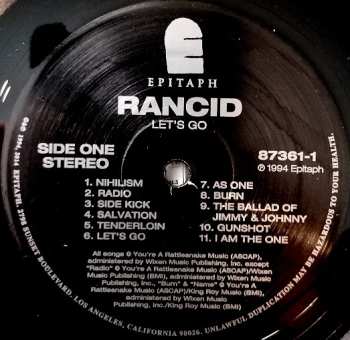 EPITAPH
RANCID
LET'S GO
SIDE ONE
STEREO
87361-1
℗ 1994 Epitaph
1. NIHILISM
2. RADIO
3. SIDE KICK
4. SALVATION
5. TENDERLOIN
6. LET'S GO
7. AS ONE
8. BURN
9. THE BALLAD OF
JIMMY & JOHNNY
10. GUNSHOT
11. I AM THE ONE
All songs © You're A Rattlesnake Music (ASCAP),
administered by Wixen Music
Publishing, Inc. except
"Radio" © You're A Rattlesnake Music (ASCAP)/Wixen
Music Publishing (BMI), administered by Wixen Music
Publishing, Inc., "Burn" & "Name" © You're A
Rattlesnake Music (ASCAP)/King Roy Music (BMI),
administered by Wixen Music
Publishing, Inc./King Roy Music (BMI).
1994, 2014 EPITAPH, 2798 SUNSET BOULEVARD, LOS ANGELES, CALIFORNIA 90026. UNLAWFUL DUPLICATION MAY BE HAZARDOUS TO YOUR HEALTH.